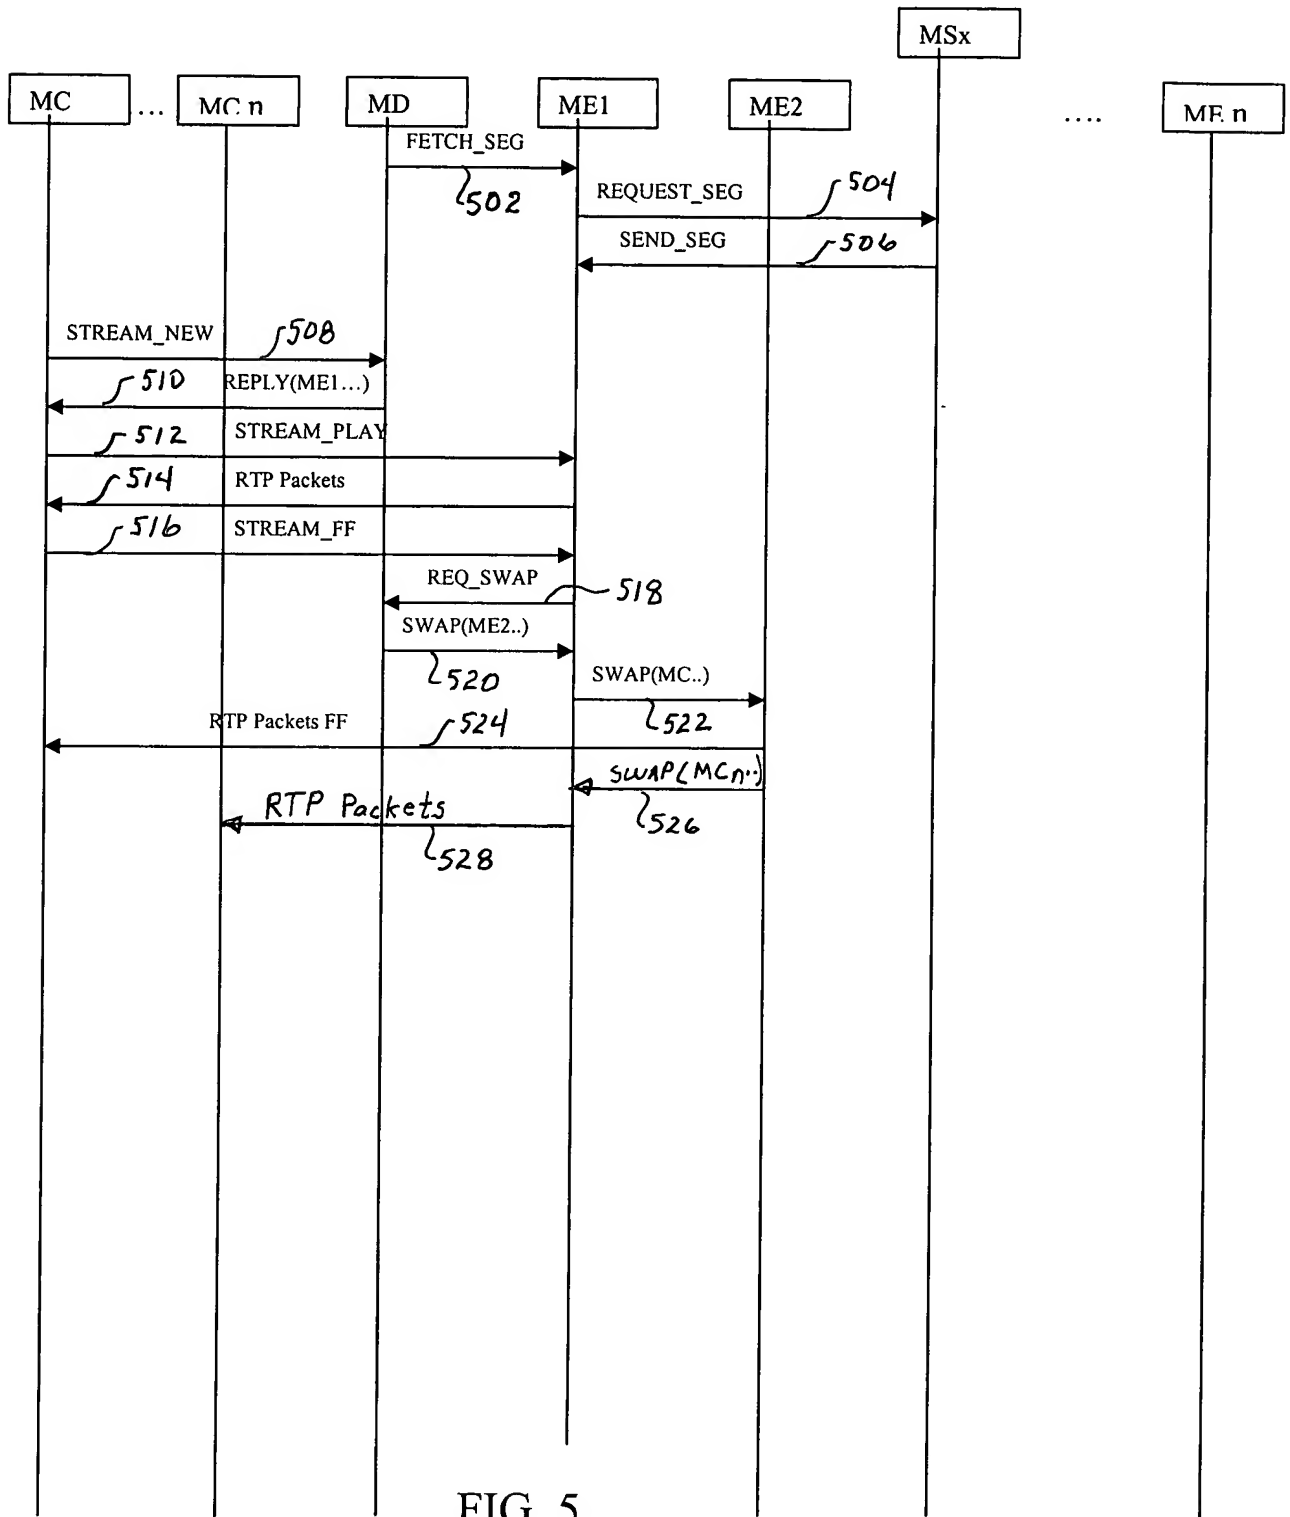 MSx
MC
...
MC n
MD
ME1
ME2
....
ME n
FETCH_SEG
502
REQUEST_SEG
504
SEND_SEG
506
STREAM_NEW
508
510
REPLY(ME1...)
512
STREAM_PLAY
514
RTP Packets
516
STREAM_FF
REQ_SWAP
518
SWAP(ME2..)
520
SWAP(MC..)
522
RTP Packets FF
524
SWAP(MCn..)
526
RTP Packets
528
FIG. 5